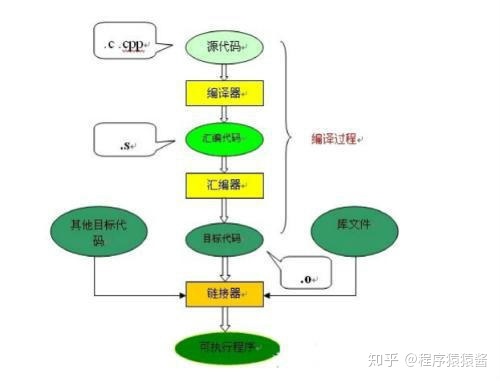 .c .cpp
源代码
编译器
.s
汇编代码
编译过程
汇编器
其他目标代
码
目标代码
库文件
.o
链接器
可执行程序
知乎 @程序猿猿酱